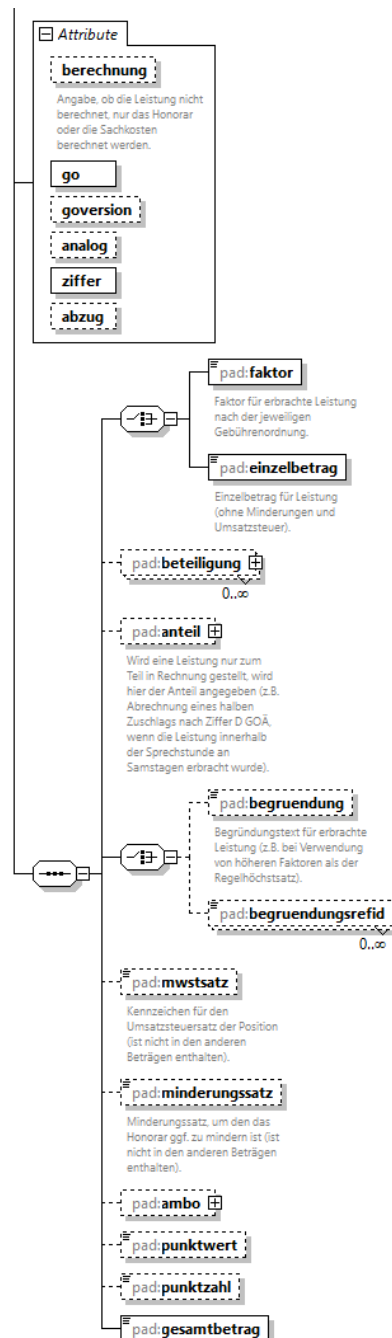 Attribute
berechnung
Angabe, ob die Leistung nicht
berechnet, nur das Honorar
oder die Sachkosten
berechnet werden.
go
goversion
analog
ziffer
abzug
pad:faktor
Faktor für erbrachte Leistung
nach der jeweiligen
Gebührenordnung.
pad:einzelbetrag
Einzelbetrag für Leistung
(ohne Minderungen und
Umsatzsteuer).
pad:beteiligung
0..∞
pad:anteil
Wird eine Leistung nur zum
Teil in Rechnung gestellt, wird
hier der Anteil angegeben (z.B.
Abrechnung eines halben
Zuschlags nach Ziffer D GOÄ,
wenn die Leistung innerhalb
der Sprechstunde an
Samstagen erbracht wurde).
pad:begruendung
Begründungstext für erbrachte
Leistung (z.B. bei Verwendung
von höheren Faktoren als der
Regelhöchstsatz).
pad:begruendungsrefid
0..∞
pad:mwstsatz
Kennzeichen für den
Umsatzsteuersatz der Position
(ist nicht in den anderen
Beträgen enthalten).
pad:minderungssatz
Minderungssatz, um den das
Honorar ggf. zu mindern ist (ist
nicht in den anderen Beträgen
enthalten).
pad:ambo
pad:punktwert
pad:punktzahl
pad:gesamtbetrag